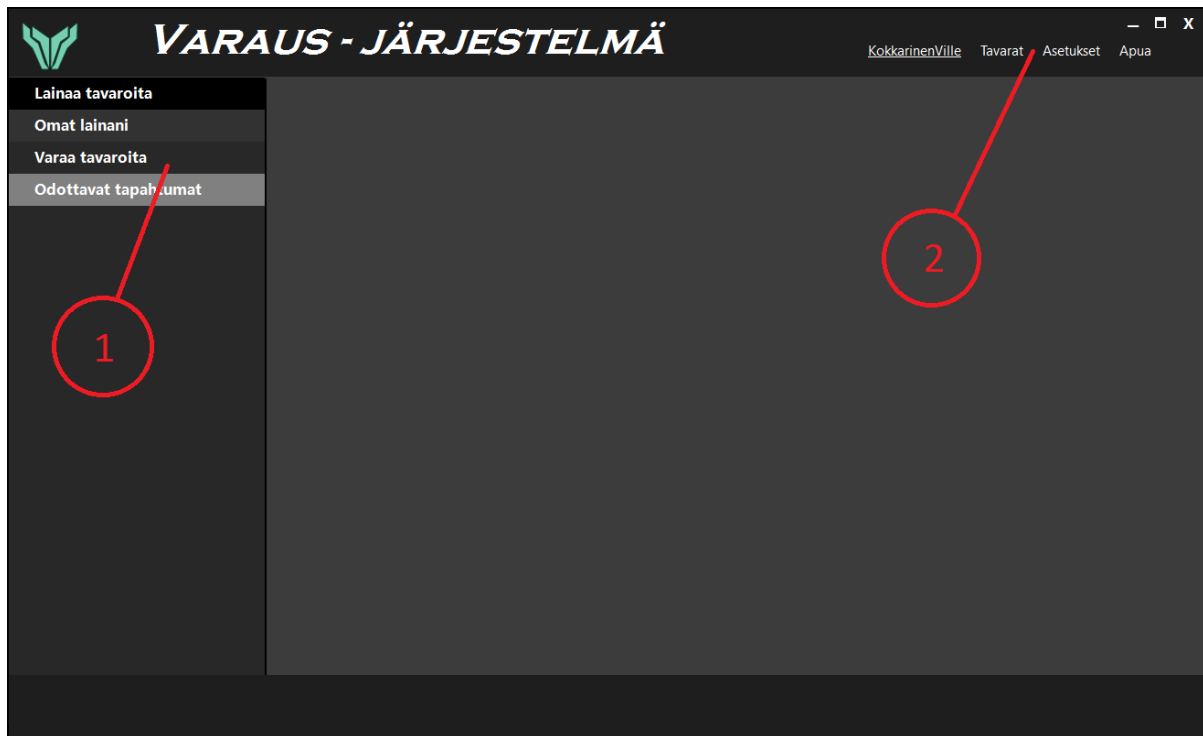 VARAUS - JÄRJESTELMÄ
X
KokkarinenVille Tavarat Asetukset Apua
Lainaa tavaroita
Omat lainani
Varaa tavaroita
Odottavat tapahtumat
2
1